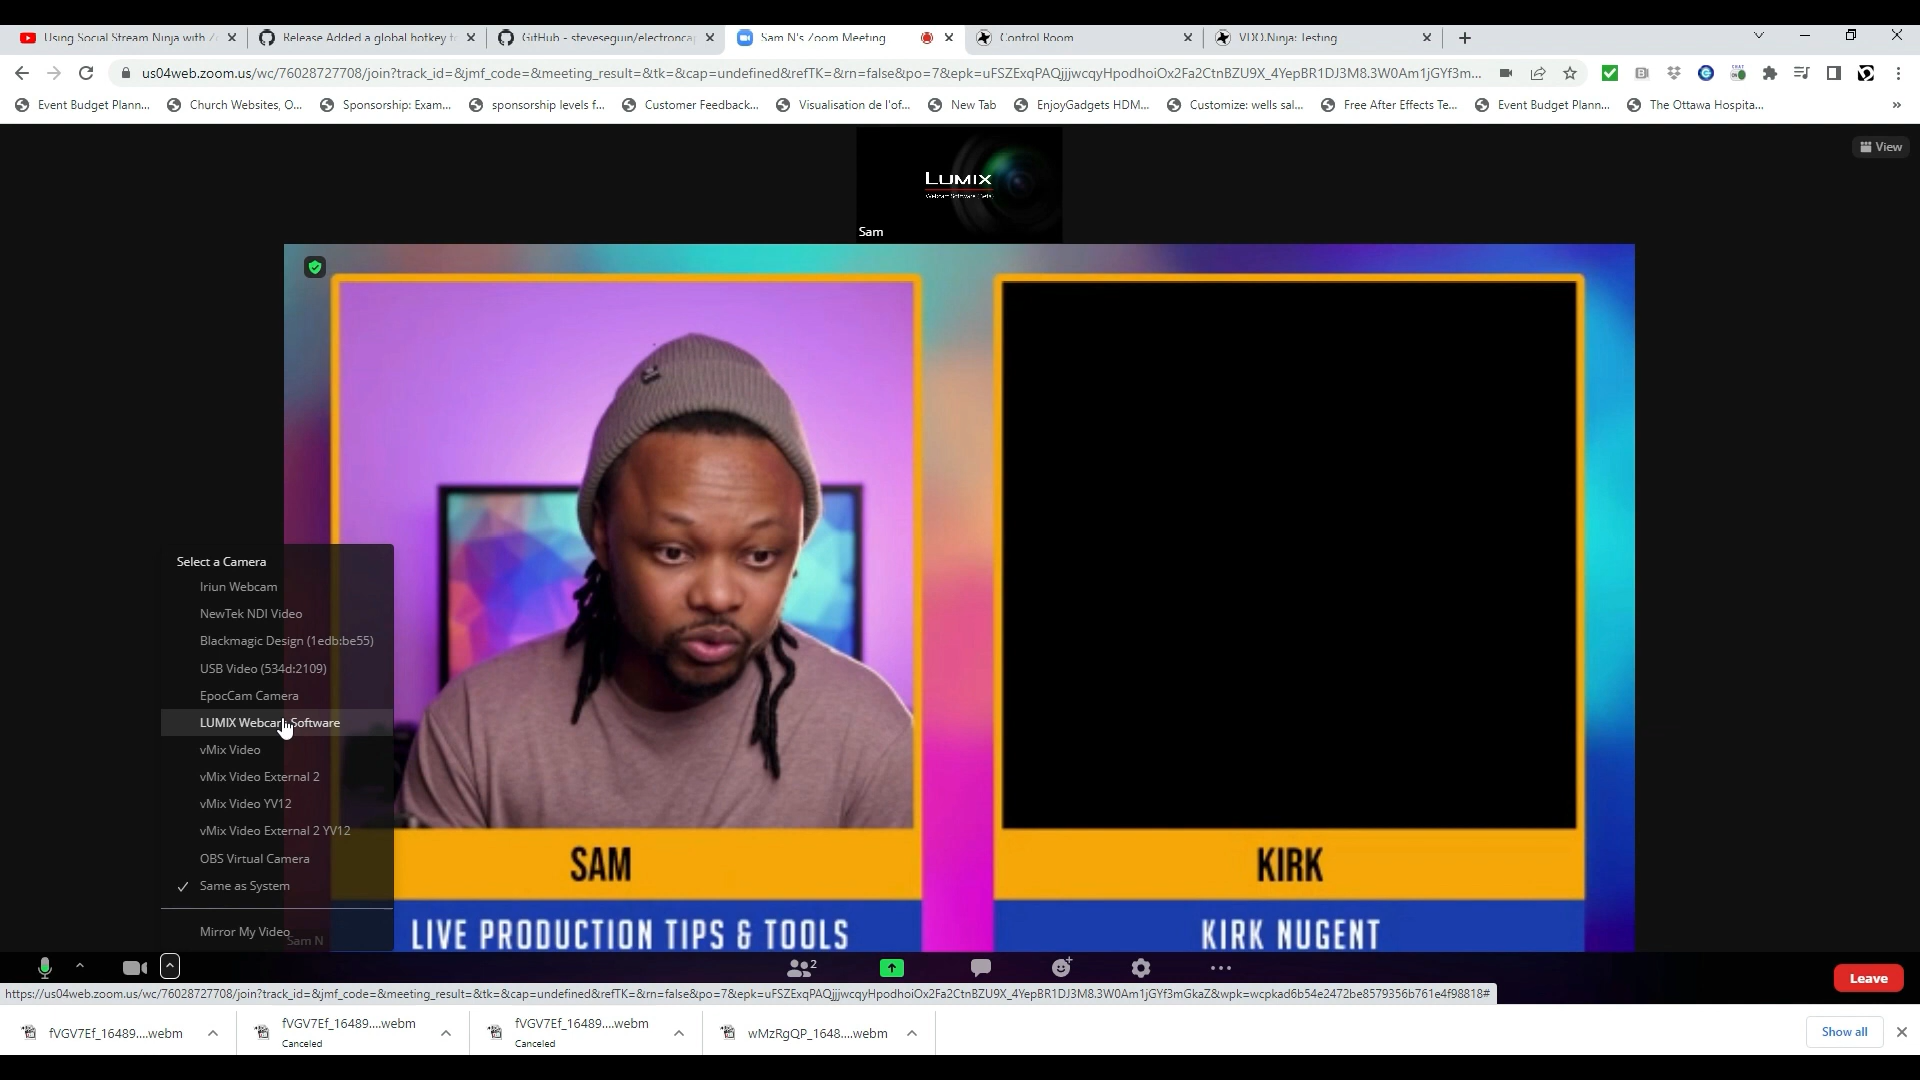 Using Social Stream Ninja with Zo
Release Added a global hotkey to
GitHub - steveseguin/electroncap
Sam N's Zoom Meeting
Control Room
VDO.Ninja: Testing
us04web.zoom.us/wc/76028727708/join?track_id=&jmf_code=&meeting_result=&tk=&cap=undefined&refTK=&rn=false&po=7&epk=uFSZExqPAQjjjwcqyHpodhoiOx2Fa2CtnBZU9X_4YepBR1DJ3M8.3W0Am1jGYf3m...
Event Budget Plann...
Church Websites, O...
Sponsorship: Exam...
sponsorship levels f...
Customer Feedback...
Visualisation de l'of...
New Tab
EnjoyGadgets HDM...
Customize: wells sal...
Free After Effects Te...
Event Budget Plann...
The Ottawa Hospita...
View
LUMIX
Sam
Select a Camera
Iriun Webcam
NewTek NDI Video
Blackmagic Design (1edb:be55)
USB Video (534d:2109)
EpocCam Camera
LUMIX Webcam Software
vMix Video
vMix Video External 2
vMix Video YV12
vMix Video External 2 YV12
OBS Virtual Camera
Same as System
Mirror My Video
Sam N
SAM
LIVE PRODUCTION TIPS & TOOLS
KIRK
KIRK NUGENT
2
Leave
https://us04web.zoom.us/wc/76028727708/join?track_id=&jmf_code=&meeting_result=&tk=&cap=undefined&refTK=&rn=false&po=7&epk=uFSZExqPAQjjjwcqyHpodhoiOx2Fa2CtnBZU9X_4YepBR1DJ3M8.3W0Am1jGYf3mGkaZ&wpk=wcpkad6b54e2472be8579356b761e4f98818#
fVGV7Ef_16489....webm
fVGV7Ef_16489....webm
Canceled
fVGV7Ef_16489....webm
Canceled
wMzRgQP_1648....webm
Show all